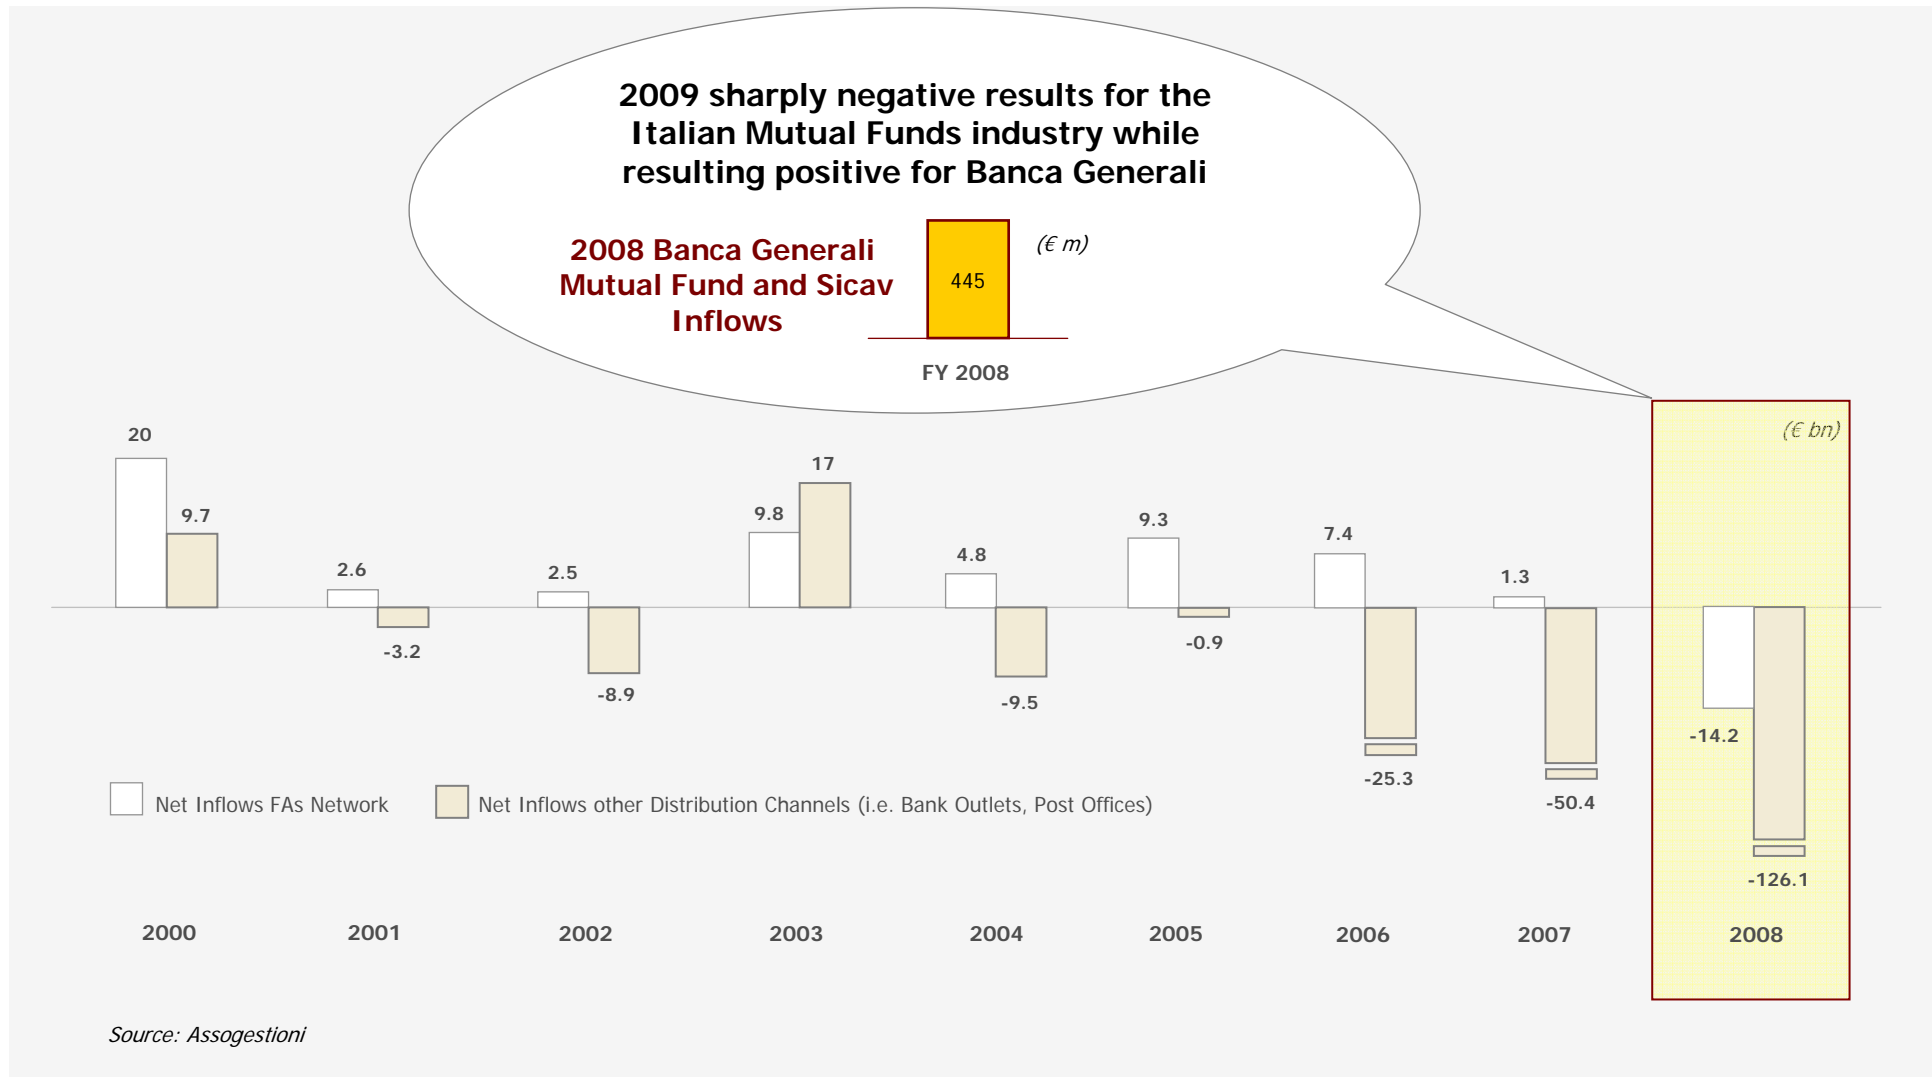 2009 sharply negative results for the
Italian Mutual Funds industry while
resulting positive for Banca Generali
2008 Banca Generali
Mutual Fund and Sicav
Inflows
445
(€ m)
FY 2008
(€ bn)
20
9.7
2.6
-3.2
2.5
-8.9
9.8
17
4.8
-9.5
9.3
-0.9
7.4
-25.3
1.3
-50.4
-14.2
-126.1
Net Inflows FAs Network
Net Inflows other Distribution Channels (i.e. Bank Outlets, Post Offices)
2000
2001
2002
2003
2004
2005
2006
2007
2008
Source: Assogestioni